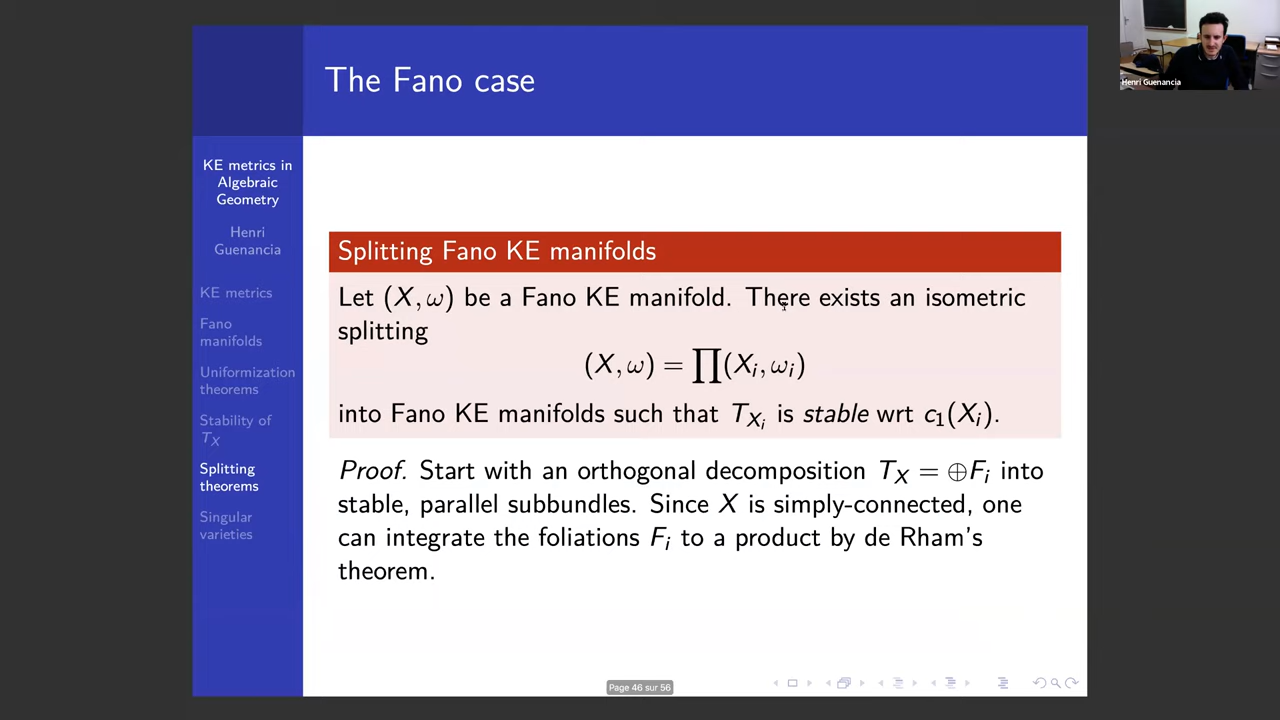 The Fano case
KE metrics in
Algebraic
Geometry
Henri
Guenancia
KE metrics
Fano
manifolds
Uniformization
theorems
Stability of
T_X
Splitting
theorems
Singular
varieties
Splitting Fano KE manifolds
Let (X, ω) be a Fano KE manifold. There exists an isometric
splitting
(X, ω) = ∏(X_i, ω_i)
into Fano KE manifolds such that T_{X_i} is stable wrt c_1(X_i).
Proof. Start with an orthogonal decomposition T_X = ⊕F_i into
stable, parallel subbundles. Since X is simply-connected, one
can integrate the foliations F_i to a product by de Rham's
theorem.
Page 46 sur 56
Henri Guenancia